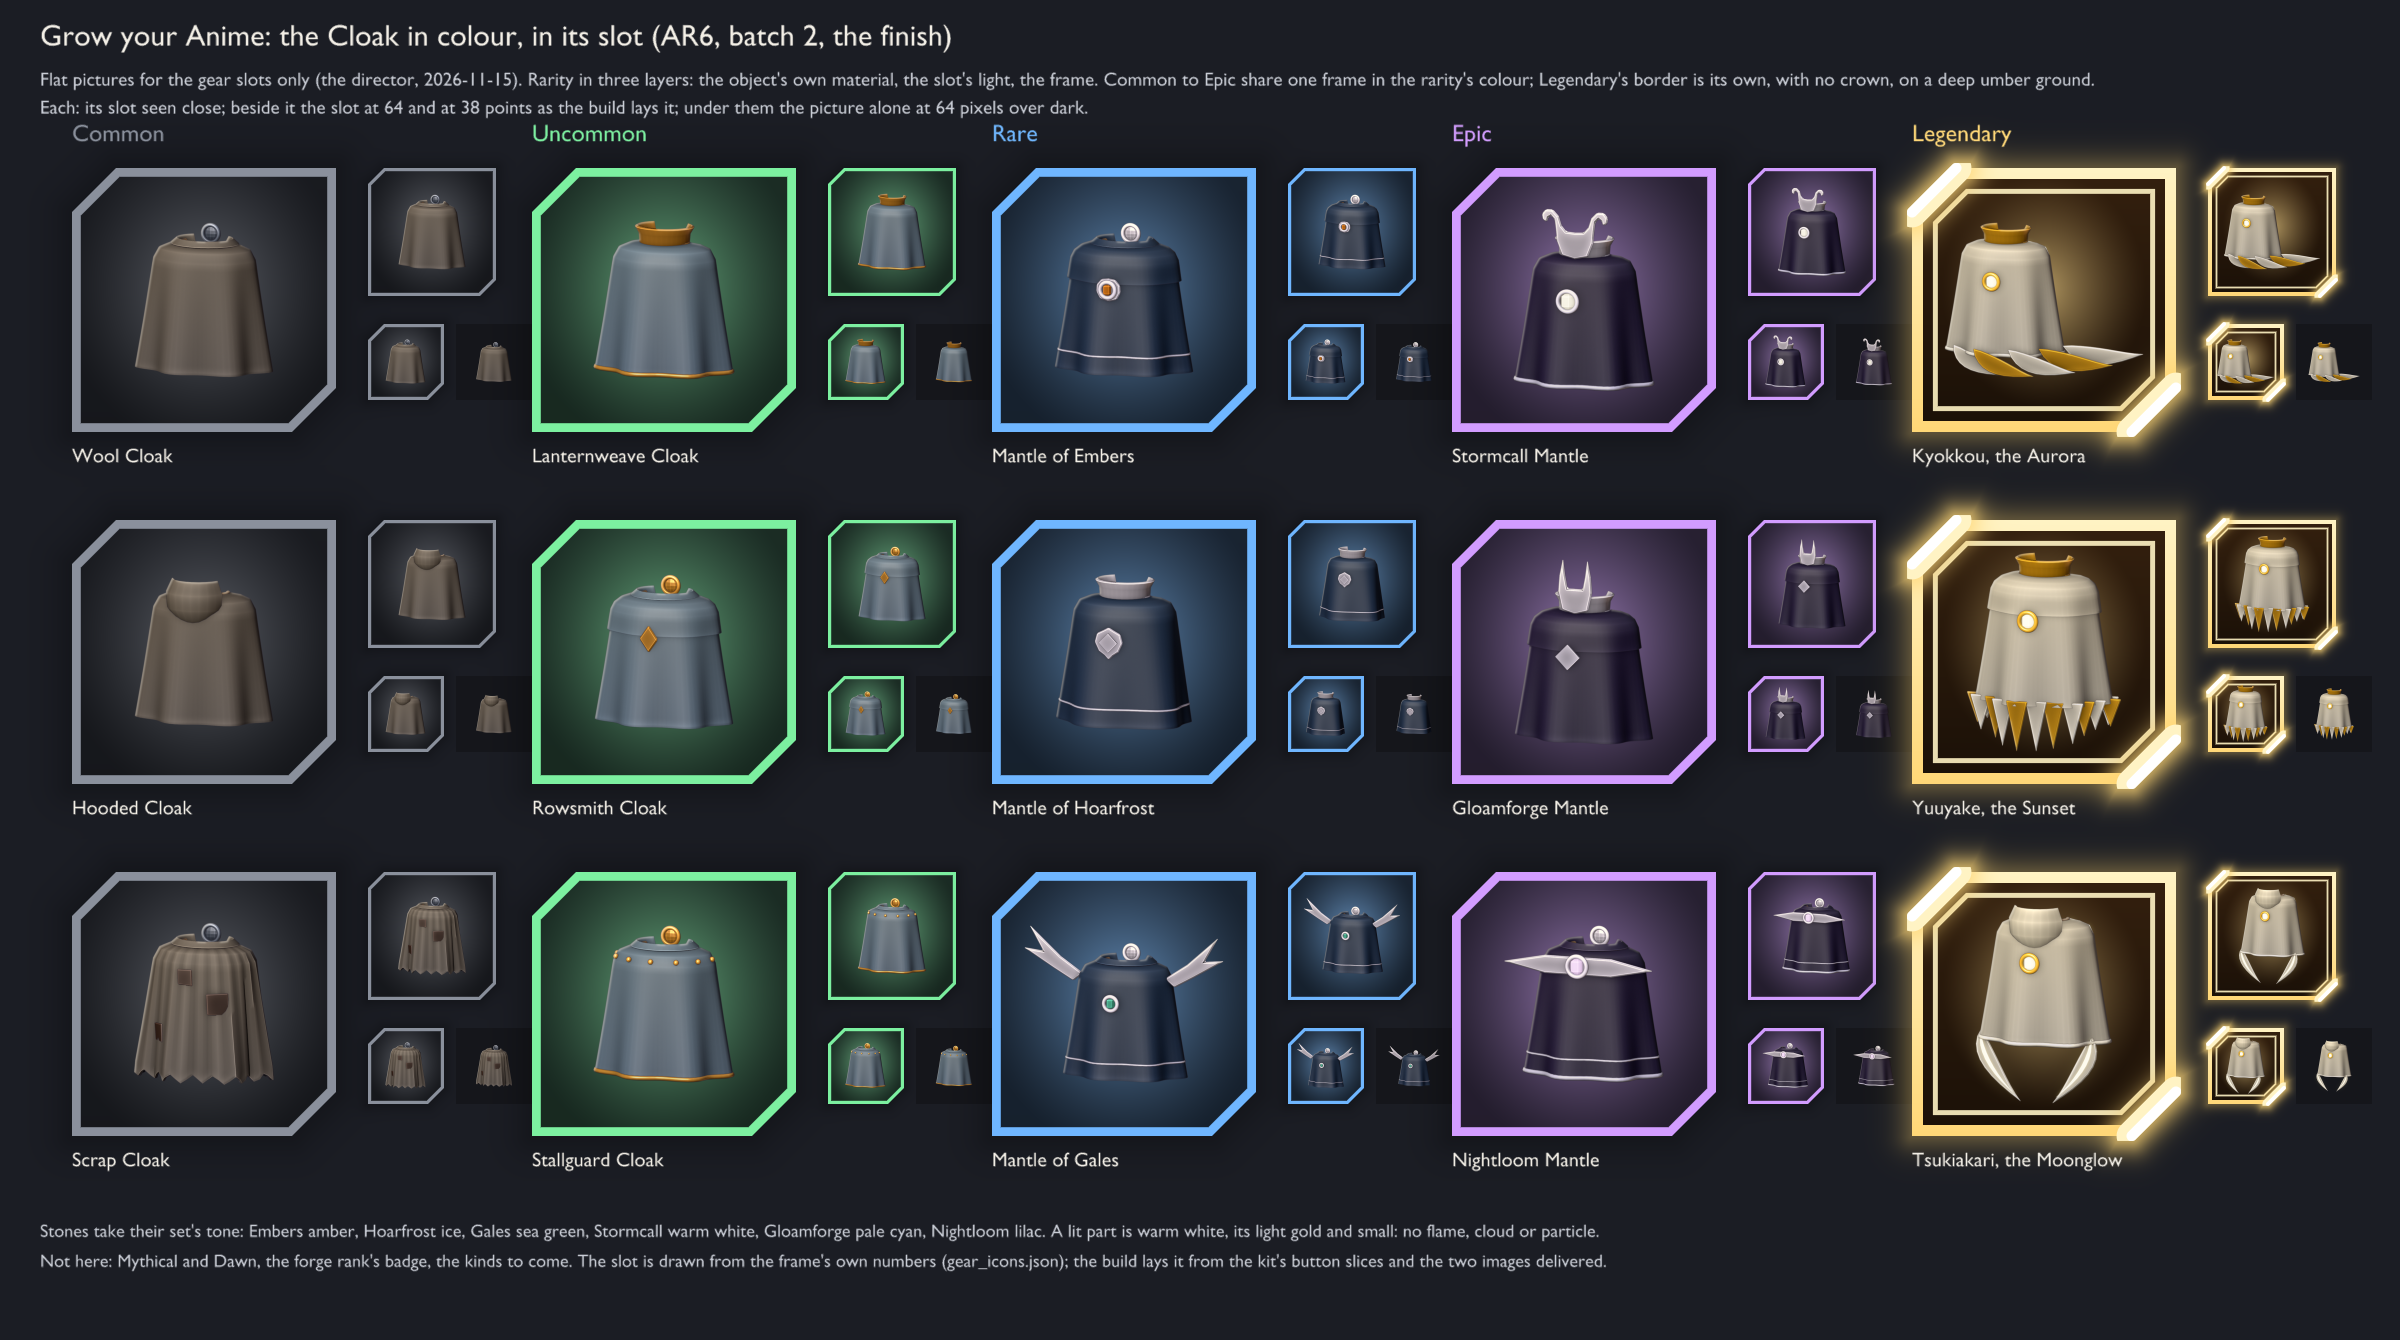 Grow your Anime: the Cloak in colour, in its slot (AR6, batch 2, the finish)
Flat pictures for the gear slots only (the director, 2026-11-15). Rarity in three layers: the object's own material, the slot's light, the frame. Common to Epic share one frame in the rarity's colour; Legendary's border is its own, with no crown, on a deep umber ground.
Each: its slot seen close; beside it the slot at 64 and at 38 points as the build lays it; under them the picture alone at 64 pixels over dark.
Common Uncommon Rare Epic Legendary
Wool Cloak Lanternweave Cloak Mantle of Embers Stormcall Mantle Kyokkou, the Aurora
Hooded Cloak Rowsmith Cloak Mantle of Hoarfrost Gloamforge Mantle Yuuyake, the Sunset
Scrap Cloak Stallguard Cloak Mantle of Gales Nightloom Mantle Tsukiakari, the Moonglow
Stones take their set's tone: Embers amber, Hoarfrost ice, Gales sea green, Stormcall warm white, Gloamforge pale cyan, Nightloom lilac. A lit part is warm white, its light gold and small: no flame, cloud or particle.
Not here: Mythical and Dawn, the forge rank's badge, the kinds to come. The slot is drawn from the frame's own numbers (gear_icons.json); the build lays it from the kit's button slices and the two images delivered.